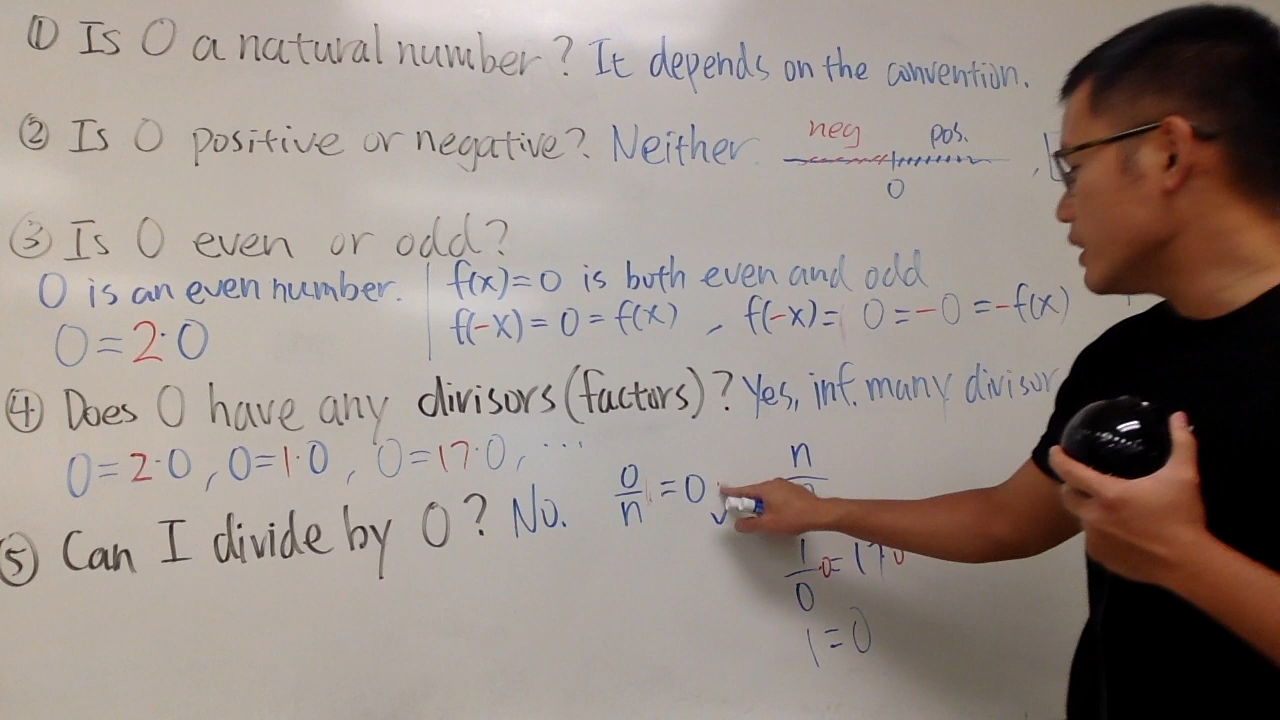 ① Is 0 a natural number? It depends on the convention.
② Is 0 positive or negative? Neither.
neg pos.
0
③ Is 0 even or odd?
0 is an even number.
0=2·0
f(x)=0 is both even and odd
f(-x)=0=f(x), f(-x)=0=-0=-f(x)
④ Does 0 have any divisors (factors)? Yes, inf. many divisor
0=2·0, 0=1·0, 0=17·0, ...
⑤ Can I divide by 0? No.
0/n=0 ✓
n
1/0·0=17·0
1=0